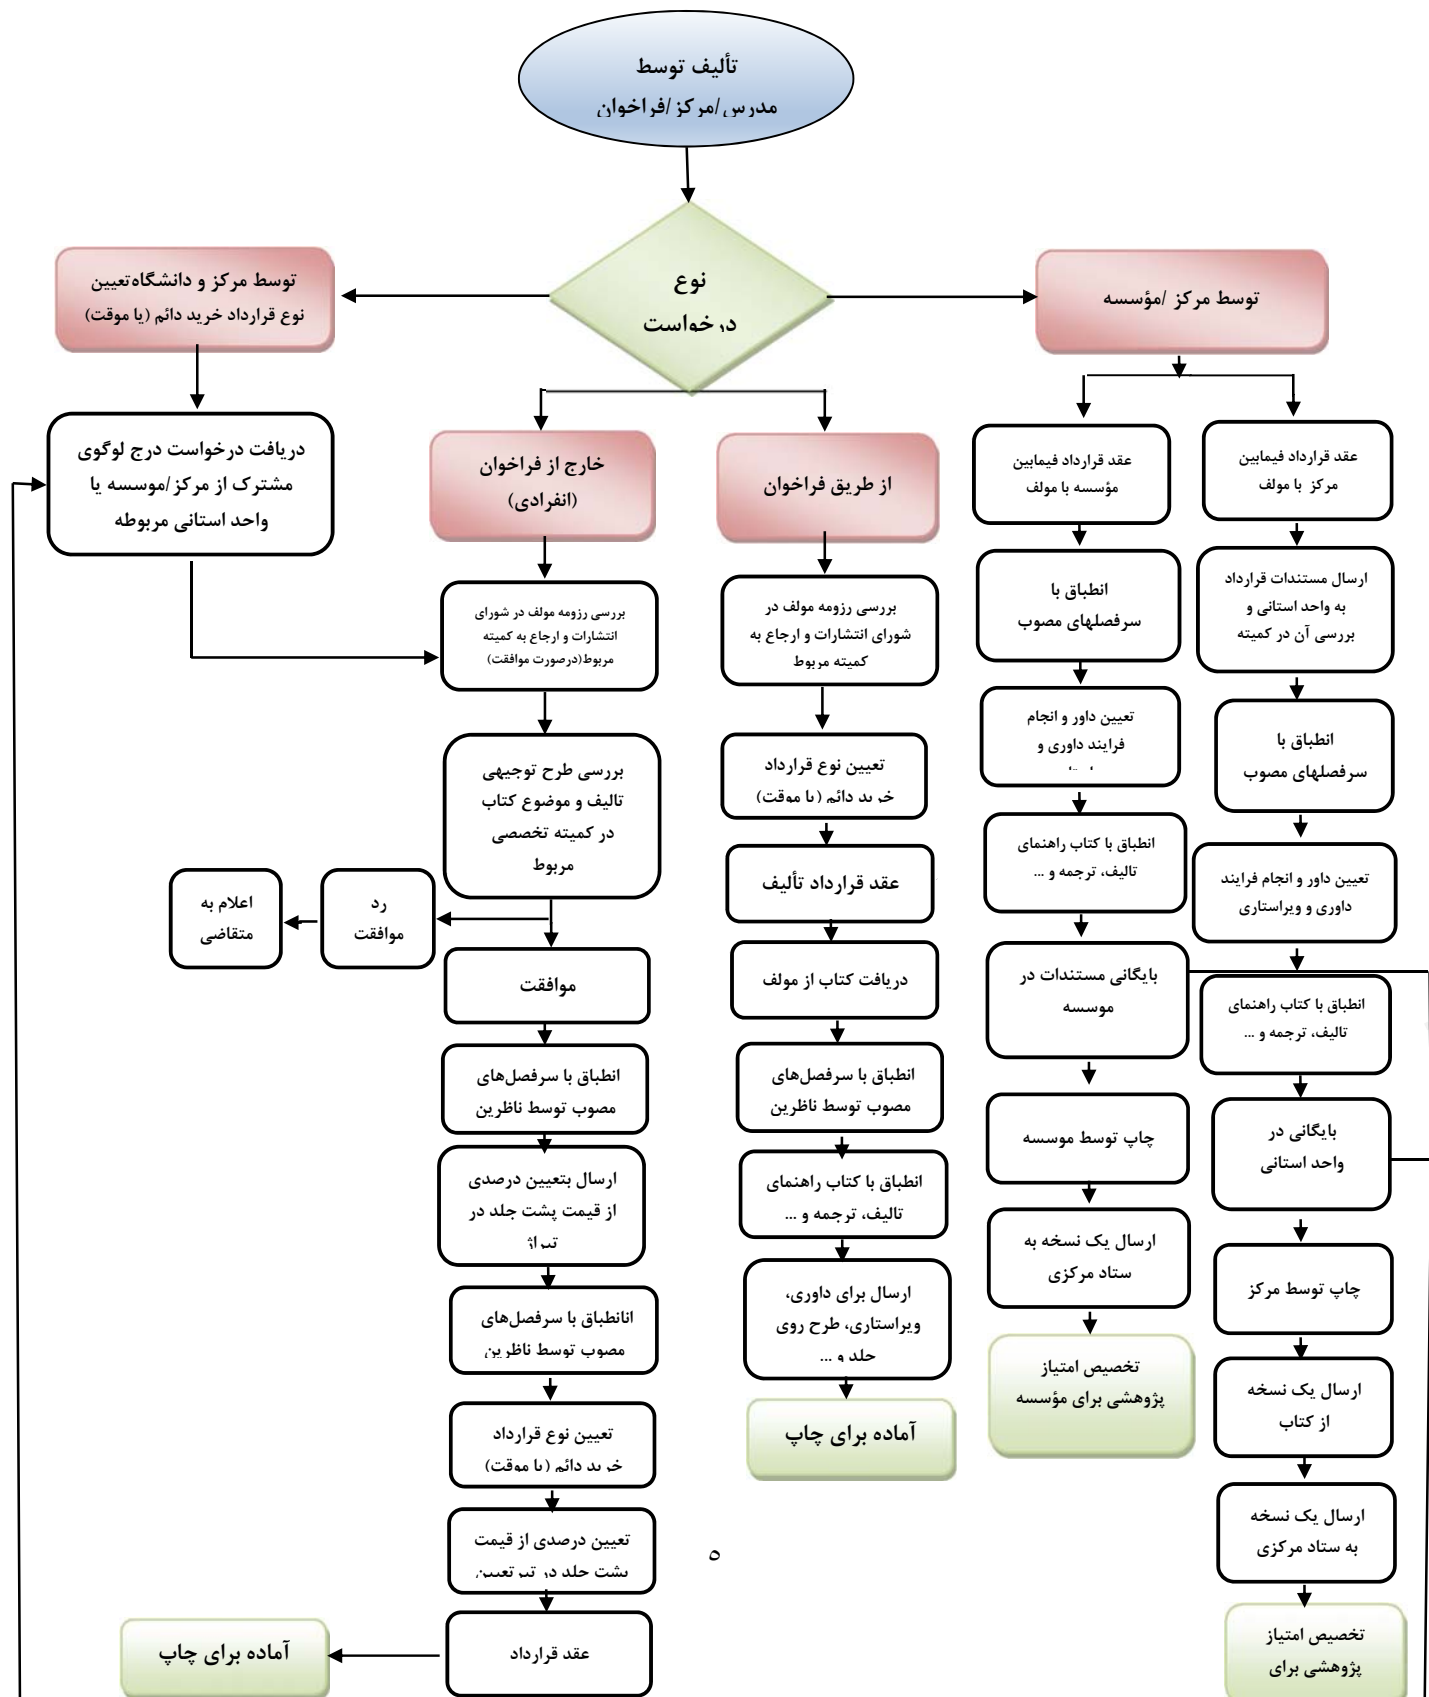 تألیف توسط
مدرس/مرکز/فراخوان
نوع
درخواست
توسط مرکز /مؤسسه
توسط مرکز و دانشگاه تعیین
نوع قرارداد خرید دائم (یا موقت)
دریافت درخواست درج لوگوی
مشترک از مرکز/موسسه یا
واحد استانی مربوطه
خارج از فراخوان
(انفرادی)
بررسی رزومه مولف در شورای
انتشارات و ارجاع به کمیته
مربوط(درصورت موافقت)
بررسی طرح توجیهی
تالیف و موضوع کتاب
در کمیته تخصصی
مربوط
رد
موافقت
اعلام به
متقاضی
موافقت
انطباق با سرفصل‌های
مصوب توسط ناظرین
ارسال بتعیین درصدی
از قیمت پشت جلد در
تیراژ
اناانطباق با سرفصل‌های
مصوب توسط ناظرین
تعیین نوع قرارداد
خرید دائم (یا موقت)
تعیین درصدی از قیمت
پشت جلد در تیرتعیین
عقد قرارداد
آماده برای چاپ
از طریق فراخوان
بررسی رزومه مولف در
شورای انتشارات و ارجاع به
کمیته مربوط
تعیین نوع قرارداد
خرید دائم (یا موقت)
عقد قرارداد تألیف
دریافت کتاب از مولف
انطباق با سرفصل‌های
مصوب توسط ناظرین
انطباق با کتاب راهنمای
تالیف، ترجمه و ...
ارسال برای داوری،
ویراستاری، طرح روی
جلد و ...
آماده برای چاپ
عقد قرارداد فیمابین
مؤسسه با مولف
انطباق با
سرفصلهای مصوب
تعیین داور و انجام
فرایند داوری و
انطباق با کتاب راهنمای
تالیف، ترجمه و ...
بایگانی مستندات در
موسسه
چاپ توسط موسسه
ارسال یک نسخه به
ستاد مرکزی
تخصیص امتیاز
پژوهشی برای مؤسسه
عقد قرارداد فیمابین
مرکز با مولف
ارسال مستندات قرارداد
به واحد استانی و
بررسی آن در کمیته
انطباق با
سرفصلهای مصوب
تعیین داور و انجام فرایند
داوری و ویراستاری
انطباق با کتاب راهنمای
تالیف، ترجمه و ...
بایگانی در
واحد استانی
چاپ توسط مرکز
ارسال یک نسخه
از کتاب
ارسال یک نسخه
به ستاد مرکزی
تخصیص امتیاز
پژوهشی برای
٥